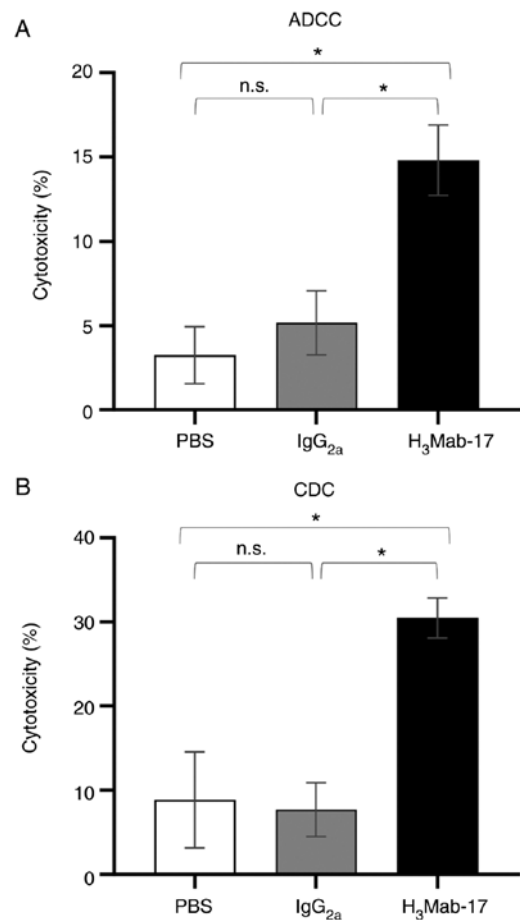 A
ADCC
*
n.s.
*
20
15
10
5
0
Cytotoxicity (%)
PBS
IgG2a
H3Mab-17
B
CDC
*
n.s.
*
40
30
20
10
0
Cytotoxicity (%)
PBS
IgG2a
H3Mab-17